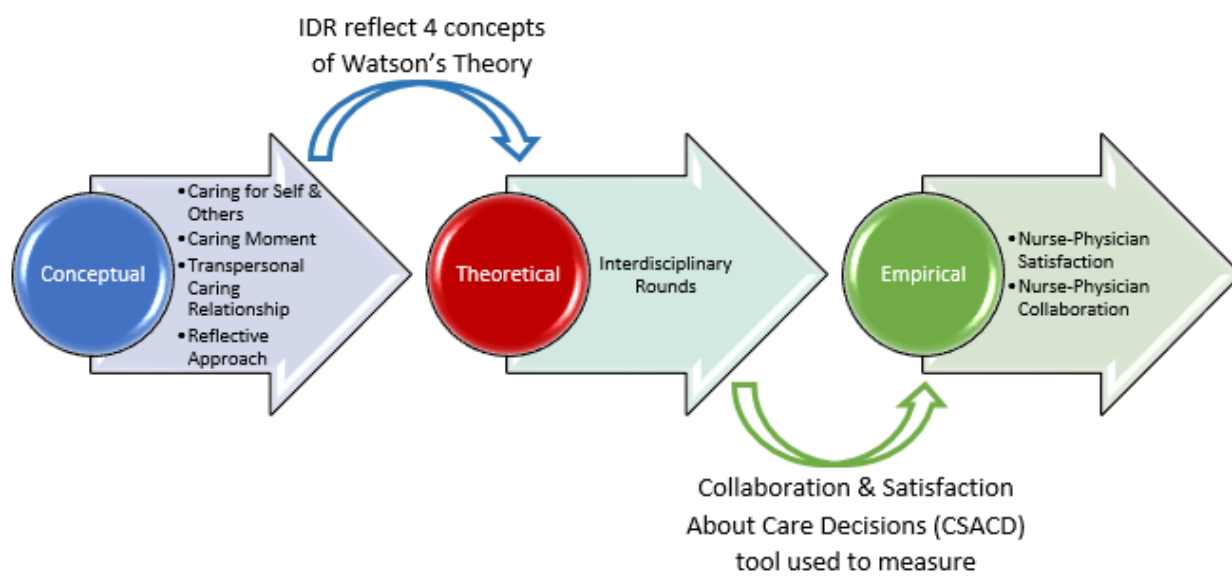 IDR reflect 4 concepts
of Watson’s Theory
Conceptual
•Caring for Self &
Others
•Caring Moment
•Transpersonal
Caring
Relationship
•Reflective
Approach
Theoretical
Interdisciplinary
Rounds
Empirical
•Nurse-Physician
Satisfaction
•Nurse-Physician
Collaboration
Collaboration & Satisfaction
About Care Decisions (CSACD)
tool used to measure